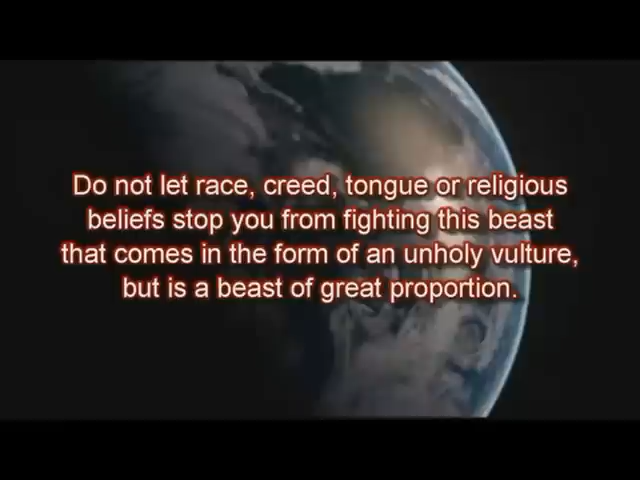 Do not let race, creed, tongue or religious
beliefs stop you from fighting this beast
that comes in the form of an unholy vulture,
but is a beast of great proportion.